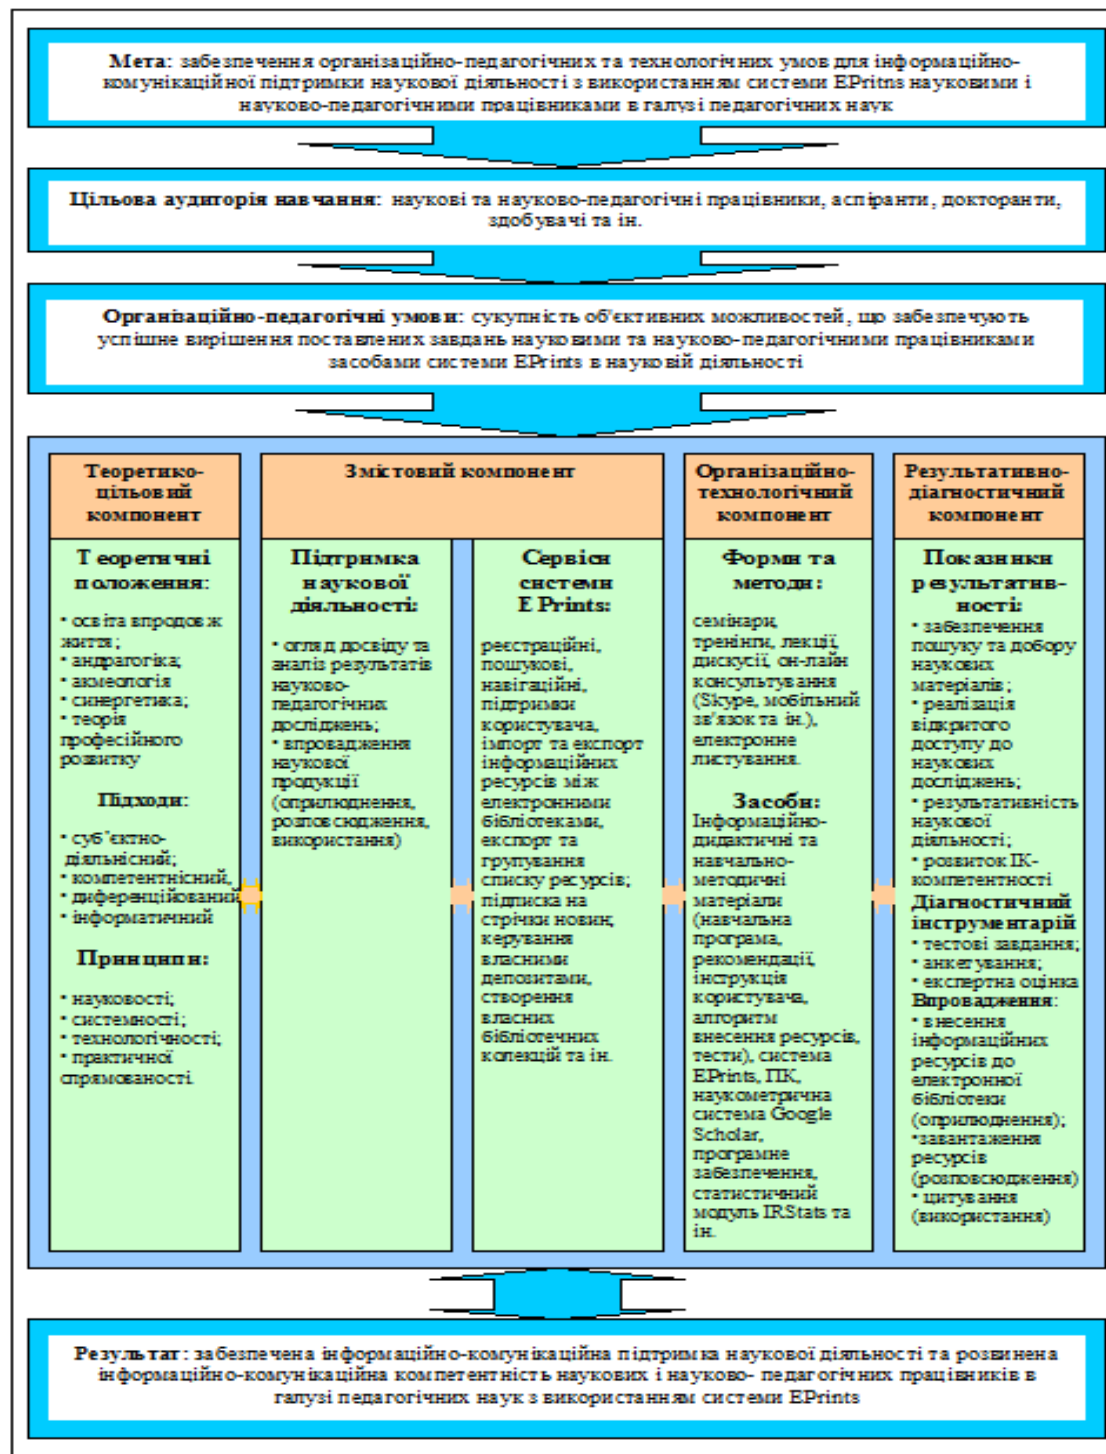 Мета: забезпечення організаційно-педагогічних та технологічних умов для інформаційно-
комунікаційної підтримки наукової діяльності з використанням системи EPritns науковими і
науково-педагогічними працівниками в галузі педагогічних наук
Цільова аудиторія навчання: наукові та науково-педагогічні працівники, аспіранти, докторанти,
здобувачі та ін.
Організаційно-педагогічні умови: сукупність об'єктивних можливостей, що забезпечують
успішне вирішення поставлених завдань науковими та науково-педагогічними працівниками
засобами системи EPrints в науковій діяльності
Теоретико-
цільовий
компонент
Теоретичні
положення:
• освіта впродовж
життя;
• андрагогіка;
• акмеологія
• синергетика;
• теорія
професійного
розвитку
Підходи:
• суб'єктно-
діяльнісний;
• компетентнісний,
• диференційований
• інформатичний
Принципи:
• науковості;
• системності;
• технологічності;
• практичної
спрямованості.
Змістовий компонент
Підтримка
наукової
діяльності:
• огляд досвіду та
аналіз результатів
науково-
педагогічних
досліджень;
• впровадження
наукової
продукції
(оприлюднення,
розповсюдження,
використання)
Сервіси
системи
EPrints:
реєстраційні,
пошукові,
навігаційні,
підтримки
користувача,
імпорт та експорт
інформаційних
ресурсів між
електронними
бібліотеками,
експорт та
групування
списку ресурсів;
підписка на
стрічки новин;
керування
власними
депозитами,
створення
власних
бібліотечних
колекцій та ін.
Організаційно-
технологічний
компонент
Форми та
методи:
семінари,
тренінги, лекції,
дискусії, он-лайн
консультування
(Skype, мобільний
зв'язок та ін.),
електронне
листування.
Засоби:
Інформаційно-
дидактичні та
навчально-
методичні
матеріали
(навчальна
програма,
рекомендації,
інструкція
користувача,
алгоритм
внесення ресурсів,
тести), система
EPrints, ПК,
наукометрична
система Google
Scholar,
програмне
забезпечення,
статистичний
модуль IRStats та
ін.
Результативно-
діагностичний
компонент
Показники
результатив-
ності:
• забезпечення
пошуку та добору
наукових
матеріалів;
• реалізація
відкритого
доступу до
наукових
досліджень;
• результативність
наукової
діяльності;
• розвиток ІК-
компетентності
Діагностичний
інструментарій
• тестові завдання;
• анкетування;
• експертна оцінка
Впровадження:
• внесення
інформаційних
ресурсів до
електронної
бібліотеки
(оприлюднення);
•завантаження
ресурсів
(розповсюдження)
• цитування
(використання)
Результат: забезпечена інформаційно-комунікаційна підтримка наукової діяльності та розвинена
інформаційно-комунікаційна компетентність наукових і науково- педагогічних працівників в
галузі педагогічних наук з використанням системи EPrints